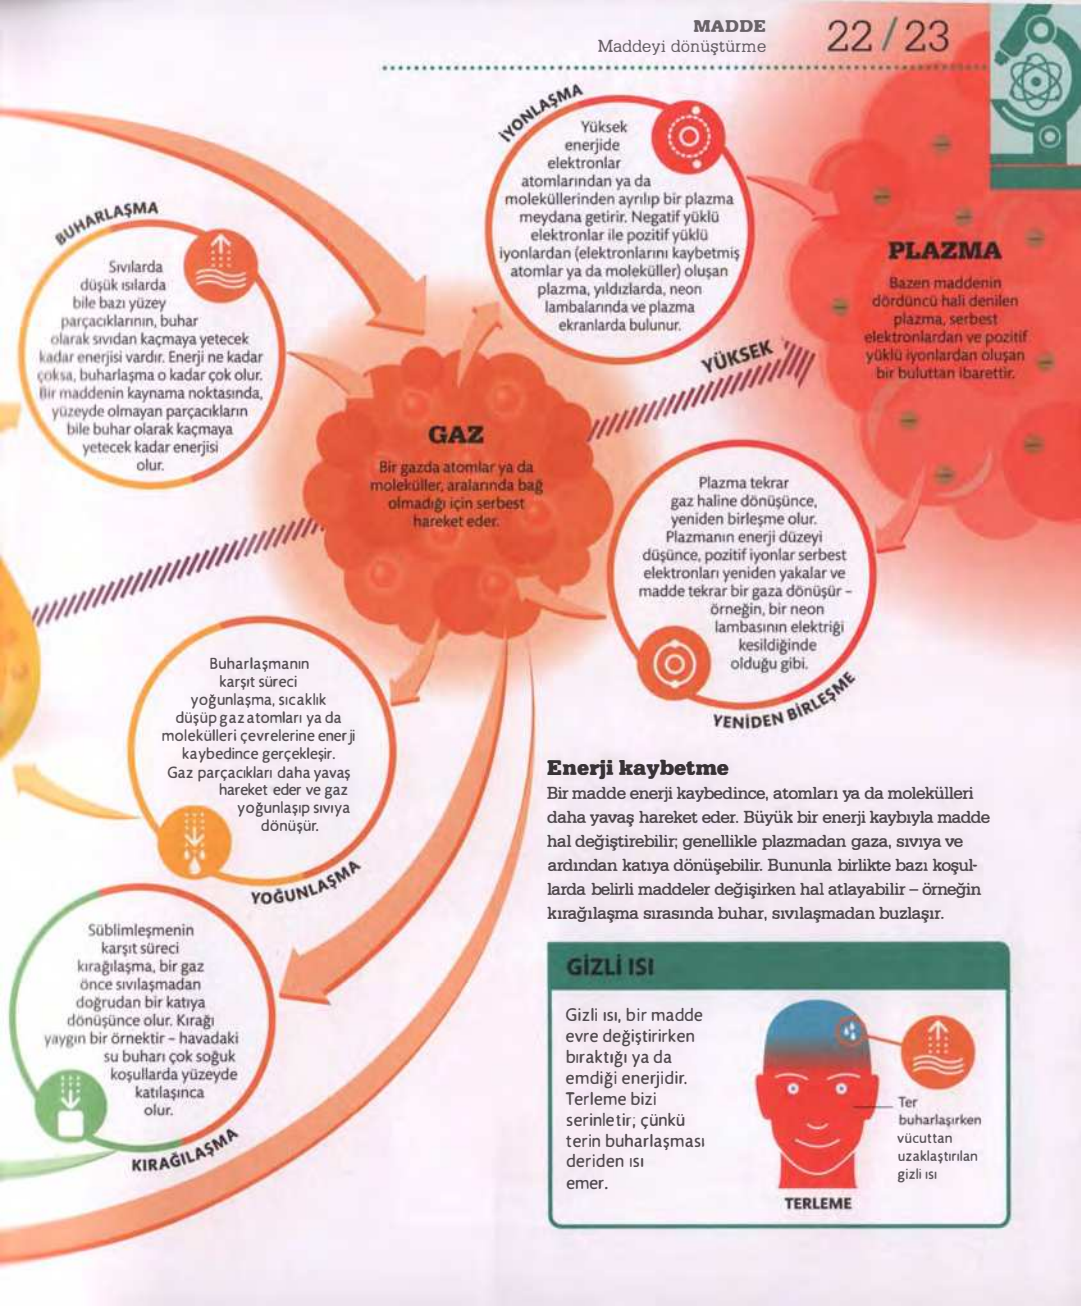 MADDE
Maddeyi dönüştürme
22 / 23
İYONLAŞMA
Yüksek
enerjide
elektronlar
atomlarından ya da
moleküllerinden ayrılıp bir plazma
meydana getirir. Negatif yüklü
elektronlar ile pozitif yüklü
iyonlardan (elektronlarını kaybetmiş
atomlar ya da moleküller) oluşan
plazma, yıldızlarda, neon
lambalarında ve plazma
ekranlarda bulunur.
BUHARLAŞMA
Sıvılarda
düşük ısılarda
bile bazı yüzey
parçacıklarının, buhar
olarak sıvıdan kaçmaya yetecek
kadar enerjisi vardır. Enerji ne kadar
çoksa, buharlaşma o kadar çok olur.
Bir maddenin kaynama noktasında,
yüzeyde olmayan parçacıkların
bile buhar olarak kaçmaya
yetecek kadar enerjisi
olur.
PLAZMA
Bazen maddenin
dördüncü hali denilen
plazma, serbest
elektronlardan ve pozitif
yüklü iyonlardan oluşan
bir buluttan ibarettir.
YÜKSEK
GAZ
Bir gazda atomlar ya da
moleküller, aralarında bağ
olmadığı için serbest
hareket eder.
Plazma tekrar
gaz haline dönüşünce,
yeniden birleşme olur.
Plazmanın enerji düzeyi
düşünce, pozitif iyonlar serbest
elektronları yeniden yakalar ve
madde tekrar bir gaza dönüşür –
örneğin, bir neon
lambasının elektriği
kesildiğinde
olduğu gibi.
YENİDEN BİRLEŞME
Buharlaşmanın
karşıt süreci
yoğunlaşma, sıcaklık
düşüp gaz atomları ya da
molekülleri çevrelerine enerji
kaybedince gerçekleşir.
Gaz parçacıkları daha yavaş
hareket eder ve gaz
yoğunlaşıp sıvıya
dönüşür.
YOĞUNLAŞMA
Enerji kaybetme
Bir madde enerji kaybedince, atomları ya da molekülleri
daha yavaş hareket eder. Büyük bir enerji kaybıyla madde
hal değiştirebilir; genellikle plazmadan gaza, sıvıya ve
ardından katıya dönüşebilir. Bununla birlikte bazı koşul-
larda belirli maddeler değişirken hal atlayabilir – örneğin
kırağılaşma sırasında buhar, sıvılaşmadan buzlaşır.
Süblimleşmenin
karşıt süreci
kırağılaşma, bir gaz
önce sıvılaşmadan
doğrudan bir katıya
dönüşünce olur. Kırağı
yaygın bir örnektir – havadaki
su buharı çok soğuk
koşullarda yüzeyde
katılaşınca
olur.
KIRAĞILAŞMA
GİZLİ ISI
Gizli ısı, bir madde
evre değiştirirken
bıraktığı ya da
emdiği enerjidir.
Terleme bizi
serinletir; çünkü
terin buharlaşması
deriden ısı
emer.
Ter
buharlaşırken
vücuttan
uzaklaştırılan
gizli ısı
TERLEME